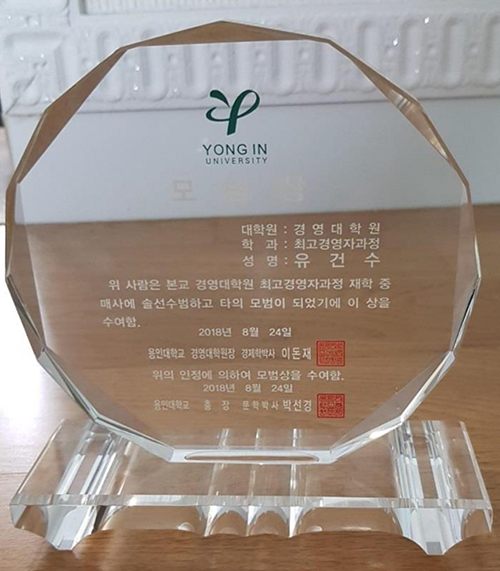 YONG IN
UNIVERSITY
모범상
대학원 : 경영대학원
학 과 : 최고경영자과정
성 명 : 유 건 수
위 사람은 본교 경영대학원 최고경영자과정 재학 중
매사에 솔선수범하고 타의 모범이 되었기에 이 상을
수여함.
2018년 8월 24일
용인대학교 경영대학원장 경제학박사 이돈재
위의 인정에 의하여 모범상을 수여함.
2018년 8월 24일
용인대학교 총 장 문학박사 박선경